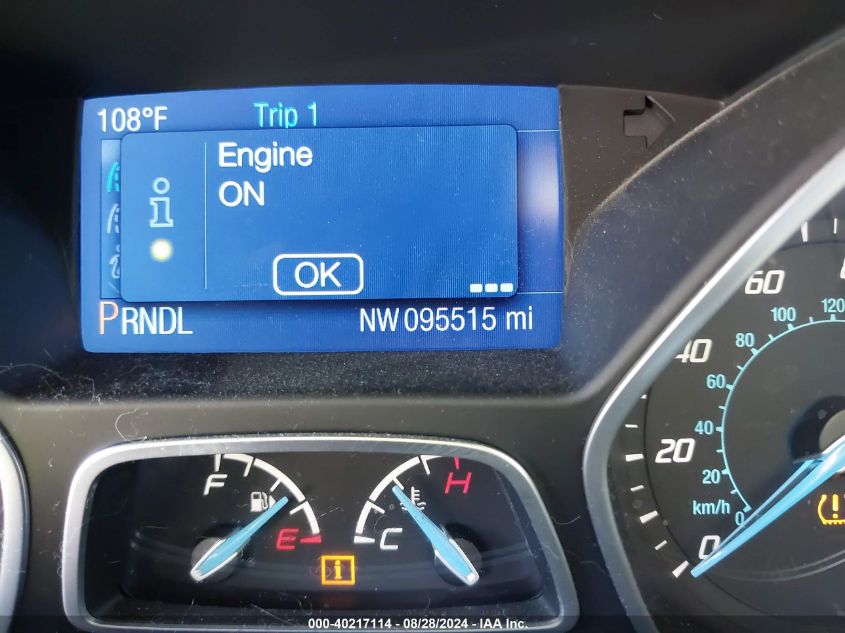 108°F Trip 1
Engine
ON
OK
PRNDL NW 095515 mi
60
40
20
0
120
100
80
60
40
20
0
km/h
F
E
H
C
i
(!)
000-40217114 - 08/28/2024 - IAA Inc.